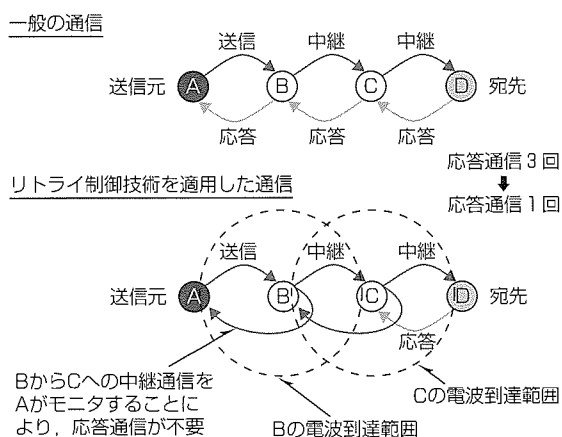 一般の通信
送信 中継 中継
送信元 A B C D 宛先
応答 応答 応答
応答通信3回
リトライ制御技術を適用した通信
応答通信1回
送信 中継 中継
送信元 A B C D 宛先
応答
BからCへの中継通信を
Aがモニタすることに
より，応答通信が不要
Cの電波到達範囲
Bの電波到達範囲